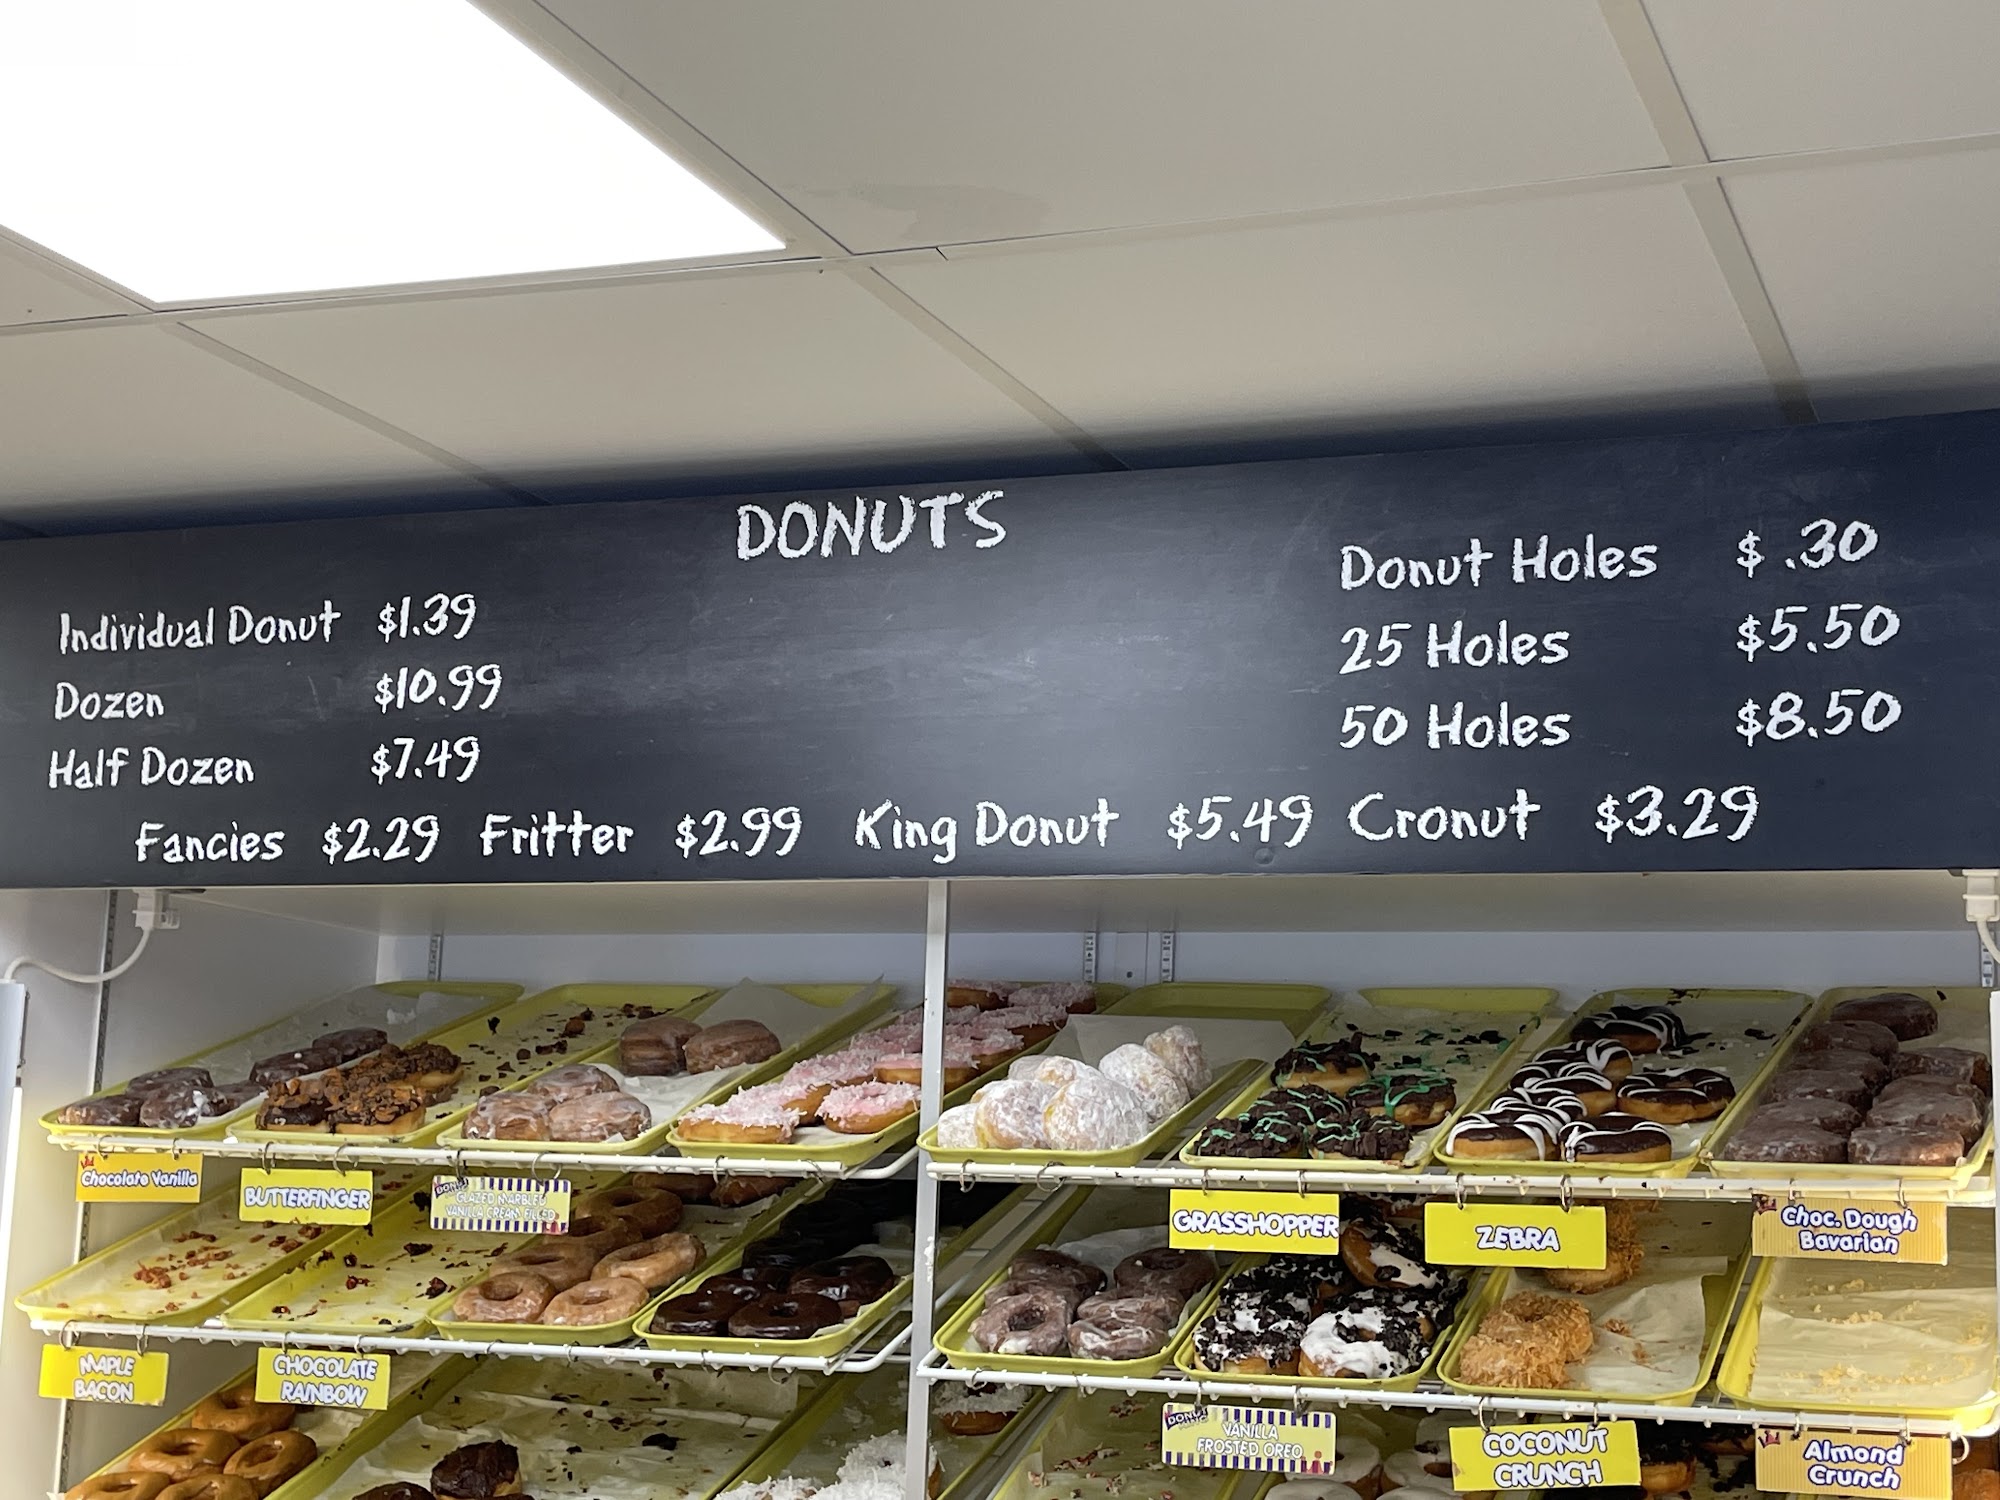 DONUTS
Individual Donut $1.39
Dozen $10.99
Half Dozen $7.49
Donut Holes $.30
25 Holes $5.50
50 Holes $8.50
Fancies $2.29 Fritter $2.99 King Donut $5.49 Cronut $3.29
Chocolate Vanilla
BUTTERFINGER
DONUT
GLAZED MARBLED
VANILLA CREAM FILLED
GRASSHOPPER
ZEBRA
Choc. Dough
Bavarian
MAPLE
BACON
CHOCOLATE
RAINBOW
DONUT
VANILLA
FROSTED OREO
COCONUT
CRUNCH
Almond
Crunch